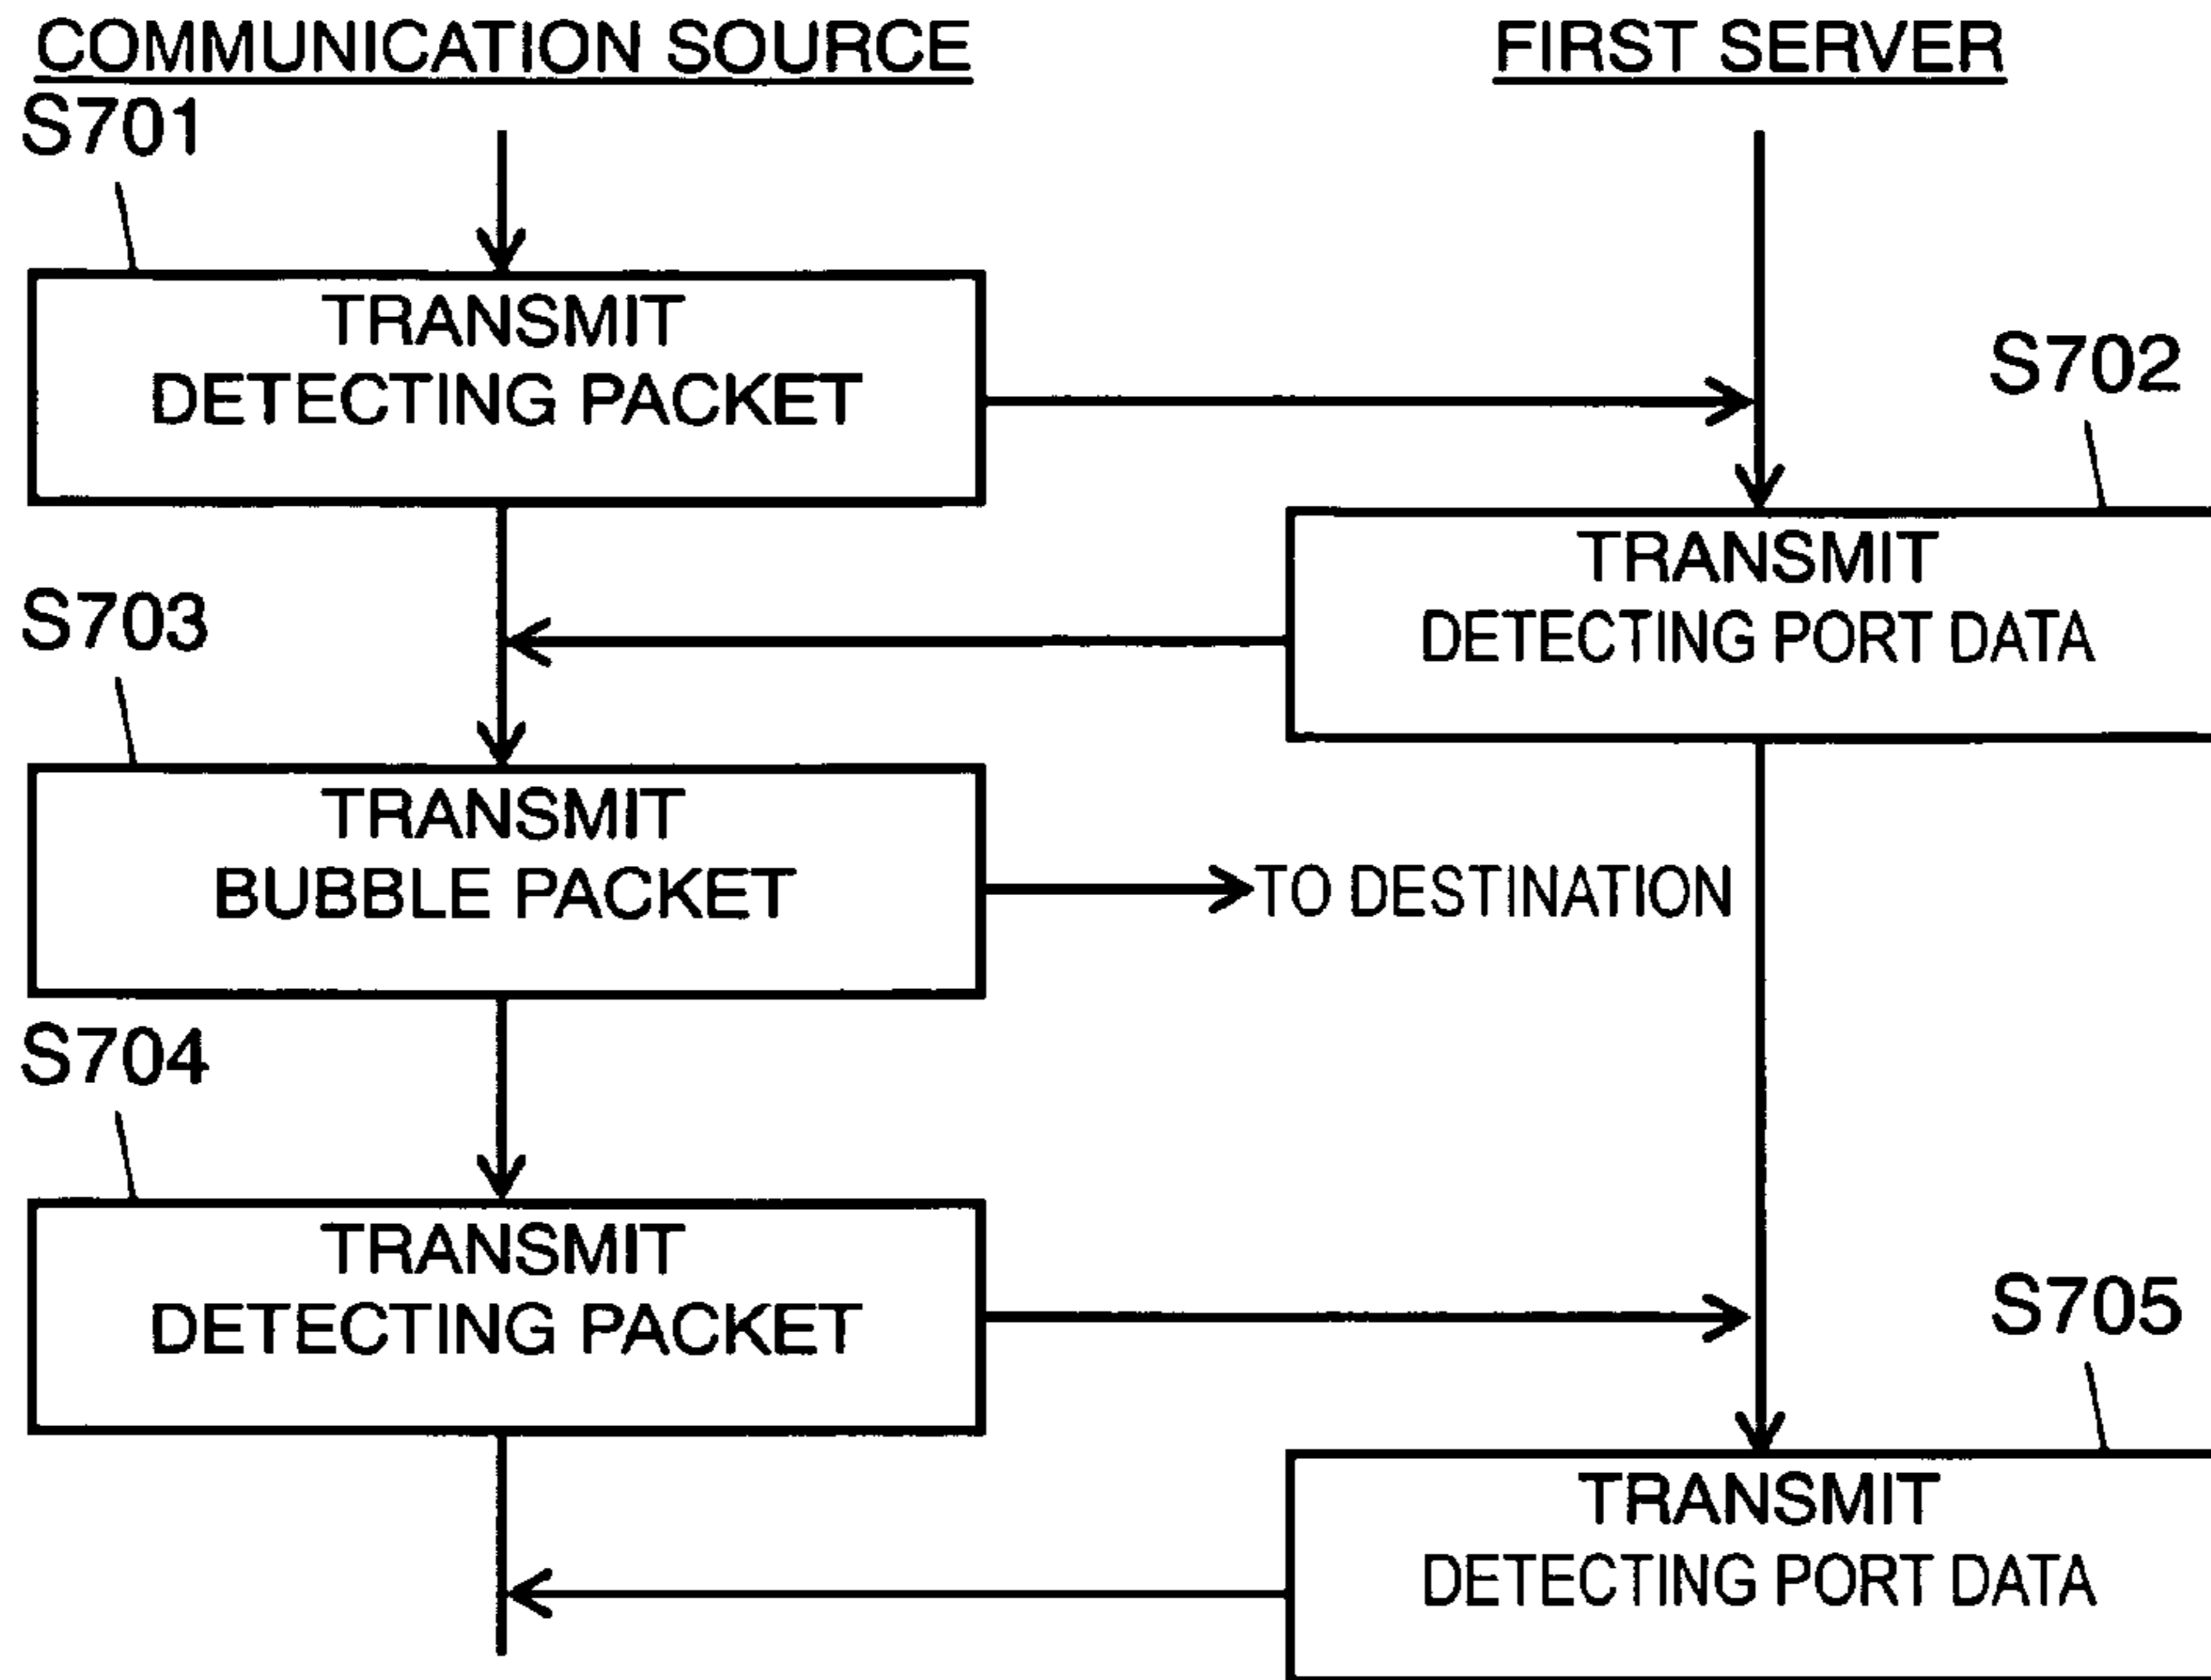 COMMUNICATION SOURCE
FIRST SERVER
S701
TRANSMIT
DETECTING PACKET
S702
TRANSMIT
DETECTING PORT DATA
S703
TRANSMIT
BUBBLE PACKET
TO DESTINATION
S704
TRANSMIT
DETECTING PACKET
S705
TRANSMIT
DETECTING PORT DATA